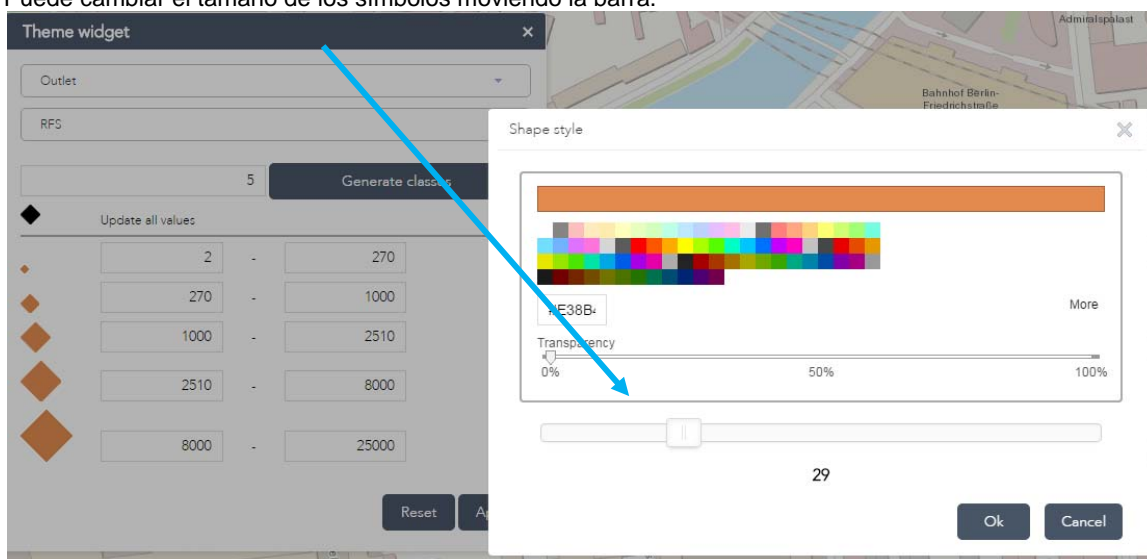 Puede cambiar el tamaño de los símbolos moviendo la barra.
Theme widget ×
Admiralspalast
Outlet
Bahnhof Berlin-
Friedrichstraße
RFS
Shape style
5 Generate classes
Update all values
2 - 270
270 - 1000
#E38B4
More
1000 - 2510
Transparency
0% 50% 100%
2510 - 8000
8000 - 25000
29
Reset Ap
Ok Cancel